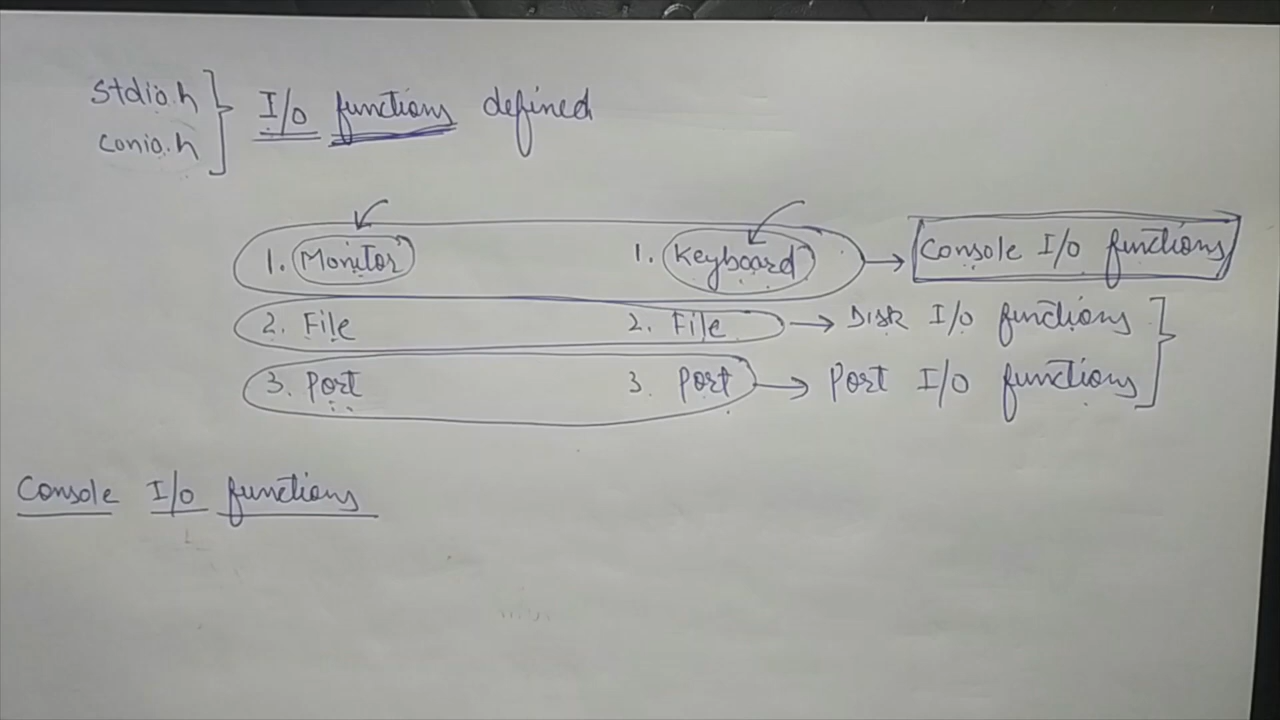 stdio.h
conio.h
I/O functions defined
1. Monitor 1. Keyboard Console I/O functions
2. File 2. File Disk I/O functions
3. Port 3. Port Port I/O functions
Console I/O functions